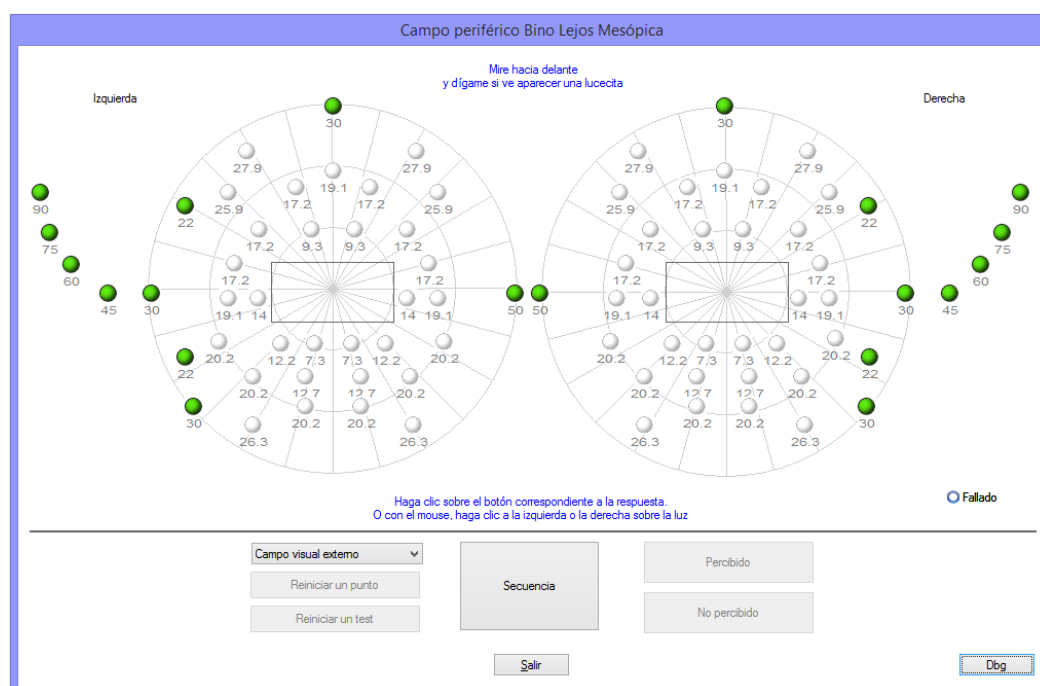 Campo periférico Bino Lejos Mesópica
Mire hacia delante
y dígame si ve aparecer una lucecita
Izquierda
Derecha
30 30
27.9 27.9 27.9 27.9
19.1 19.1
17.2 17.2 17.2 17.2
90 25.9 25.9 25.9 25.9 90
22 22
75 17.2 9.3 9.3 17.2 17.2 9.3 9.3 17.2 75
60 17.2 17.2 17.2 17.2 60
45 30 19.1 14 14 19.1 50 50 19.1 14 14 19.1 30 45
20.2 12.2 7.3 7.3 12.2 20.2 20.2 12.2 7.3 7.3 12.2 20.2
22 22
20.2 12.7 12.7 20.2 20.2 12.7 12.7 20.2
30 20.2 20.2 20.2 20.2 30
26.3 26.3 26.3 26.3
Haga clic sobre el botón correspondiente a la respuesta.
O con el mouse, haga clic a la izquierda o la derecha sobre la luz
Fallado
Campo visual externo
Reiniciar un punto
Reiniciar un test
Secuencia
Percibido
No percibido
Salir
Dbg